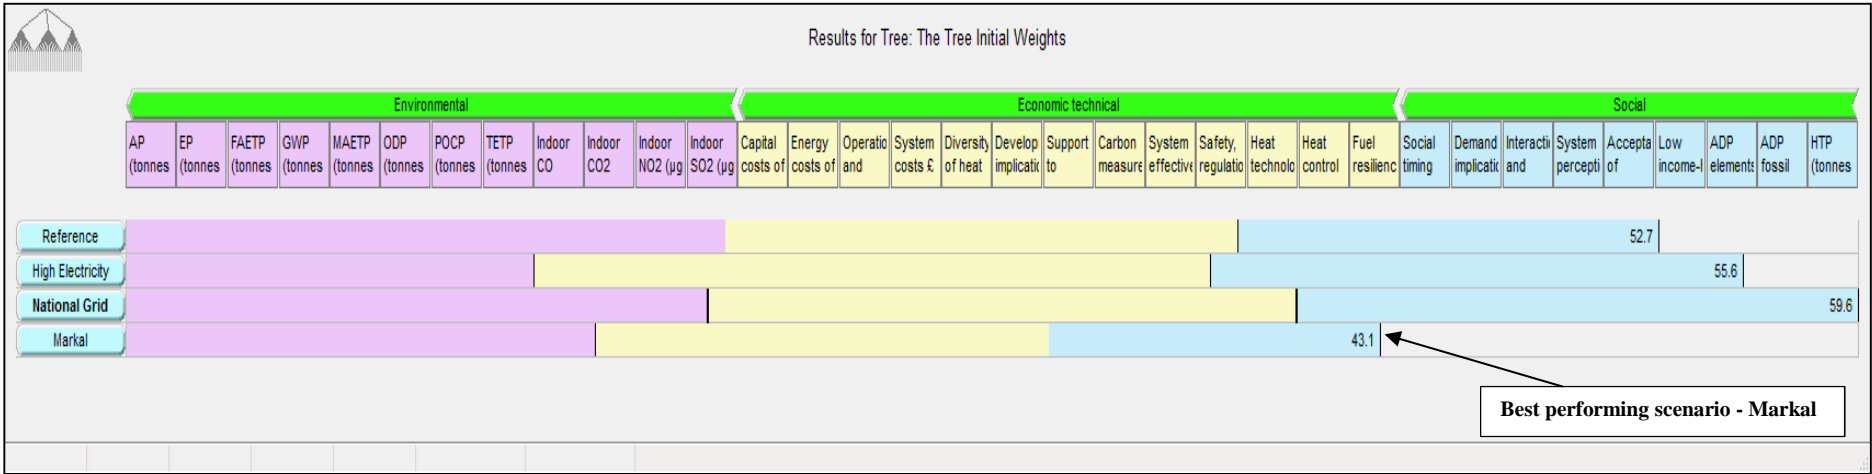 Results for Tree: The Tree Initial Weights
Environmental Economic technical Social
AP EP FAETP GWP MAETP ODP POCP TETP Indoor Indoor Indoor Indoor Capital Energy Operatio System Diversity Develop Support Carbon System Safety, Heat Heat Fuel Social Demand Interactio System Accepta Low ADP ADP HTP
(tonnes (tonnes (tonnes (tonnes (tonnes (tonnes (tonnes (tonnes CO CO2 NO2 (µg SO2 (µg costs of costs of and costs £ of heat implicatio to measure effective regulatio technolo control resilienc timing implicatio and percepti of income-l elements fossil (tonnes
Reference 52.7
High Electricity 55.6
National Grid 59.6
Markal 43.1
Best performing scenario - Markal